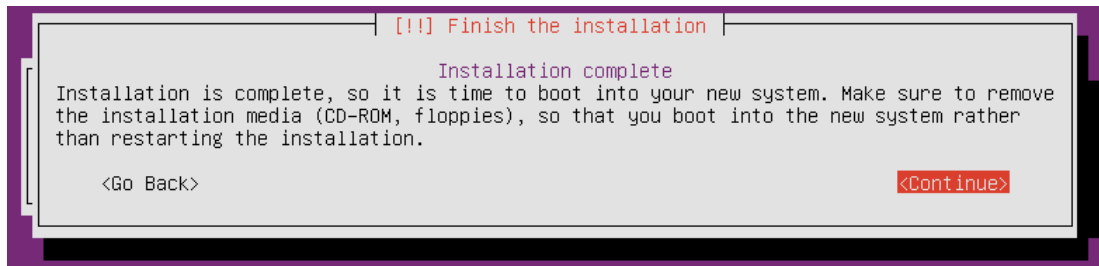 [!!] Finish the installation
Installation complete
Installation is complete, so it is time to boot into your new system. Make sure to remove
the installation media (CD-ROM, floppies), so that you boot into the new system rather
than restarting the installation.
<Go Back> <Continue>